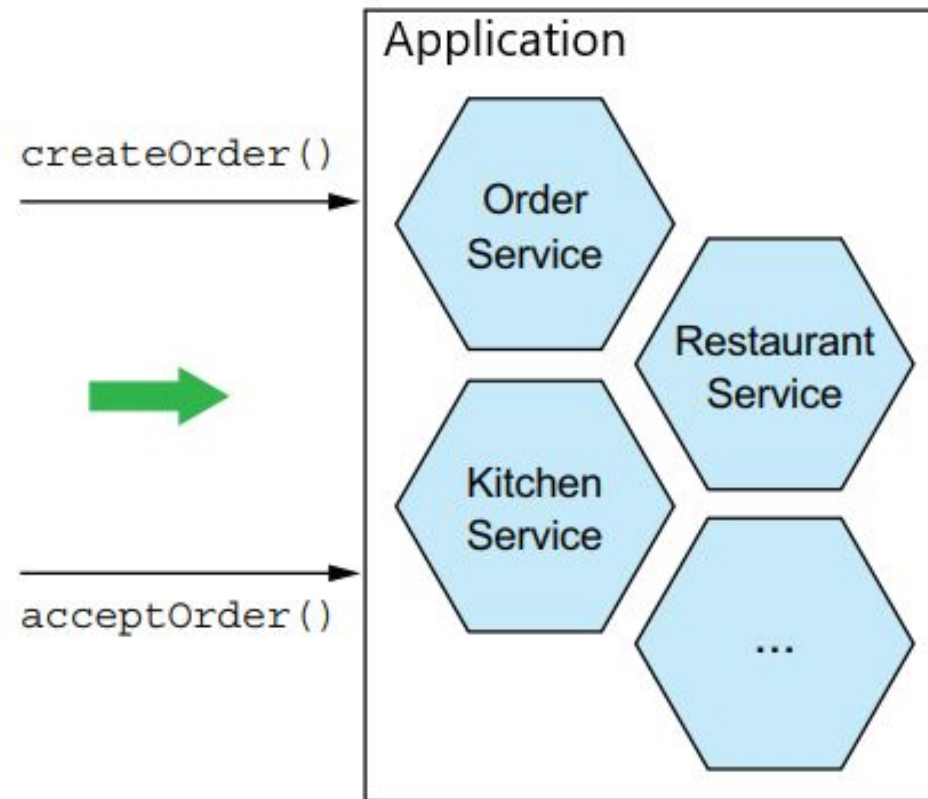 Application
createOrder()
Order
Service
Restaurant
Service
Kitchen
Service
acceptOrder()
...